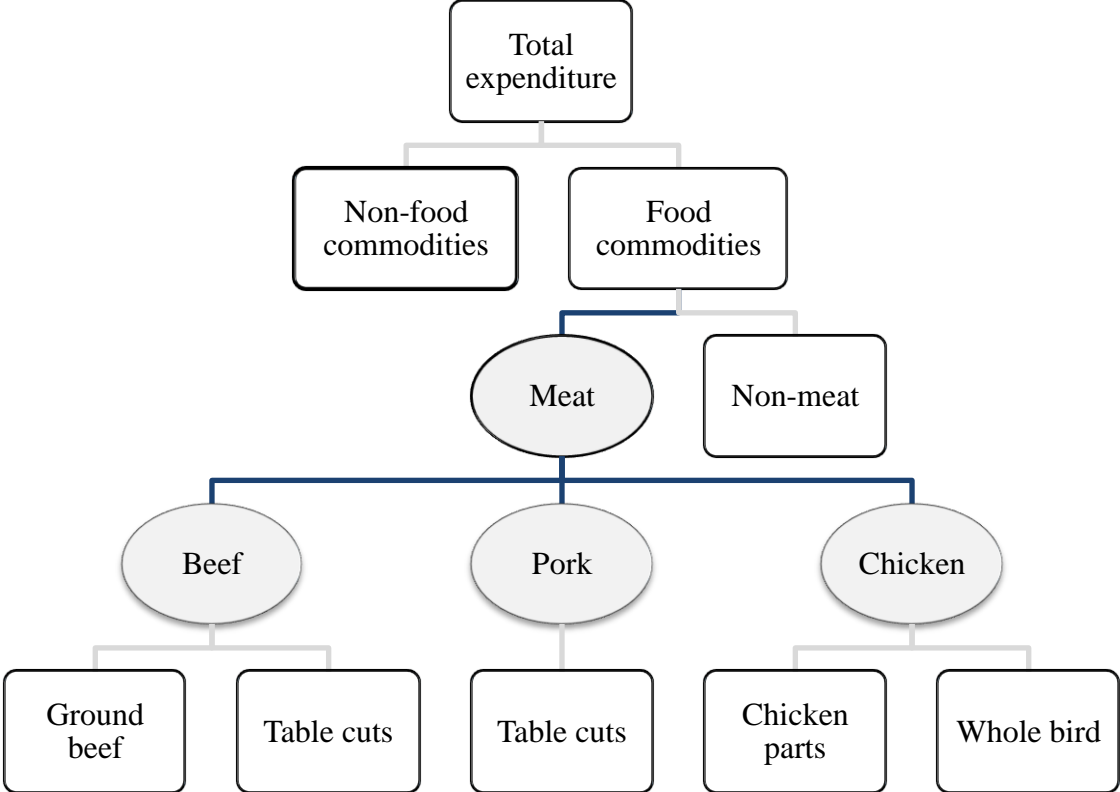 Total
expenditure
Non-food
commodities
Food
commodities
Meat
Non-meat
Beef
Pork
Chicken
Ground
beef
Table cuts
Table cuts
Chicken
parts
Whole bird